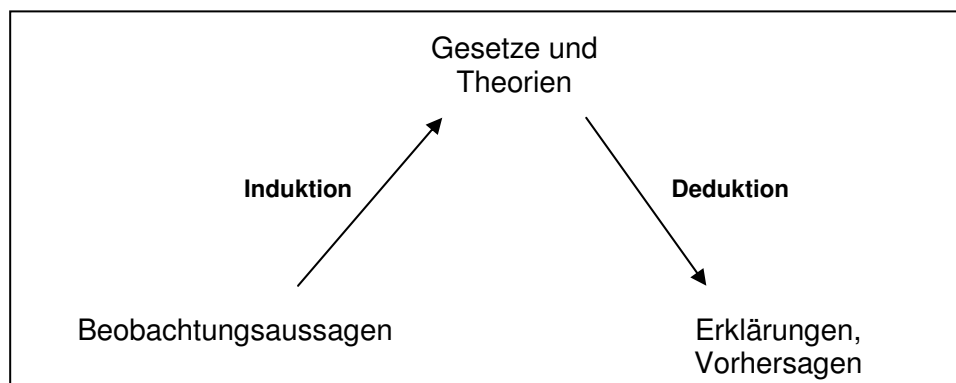 Gesetze und
Theorien
Induktion
Deduktion
Beobachtungsaussagen
Erklärungen,
Vorhersagen